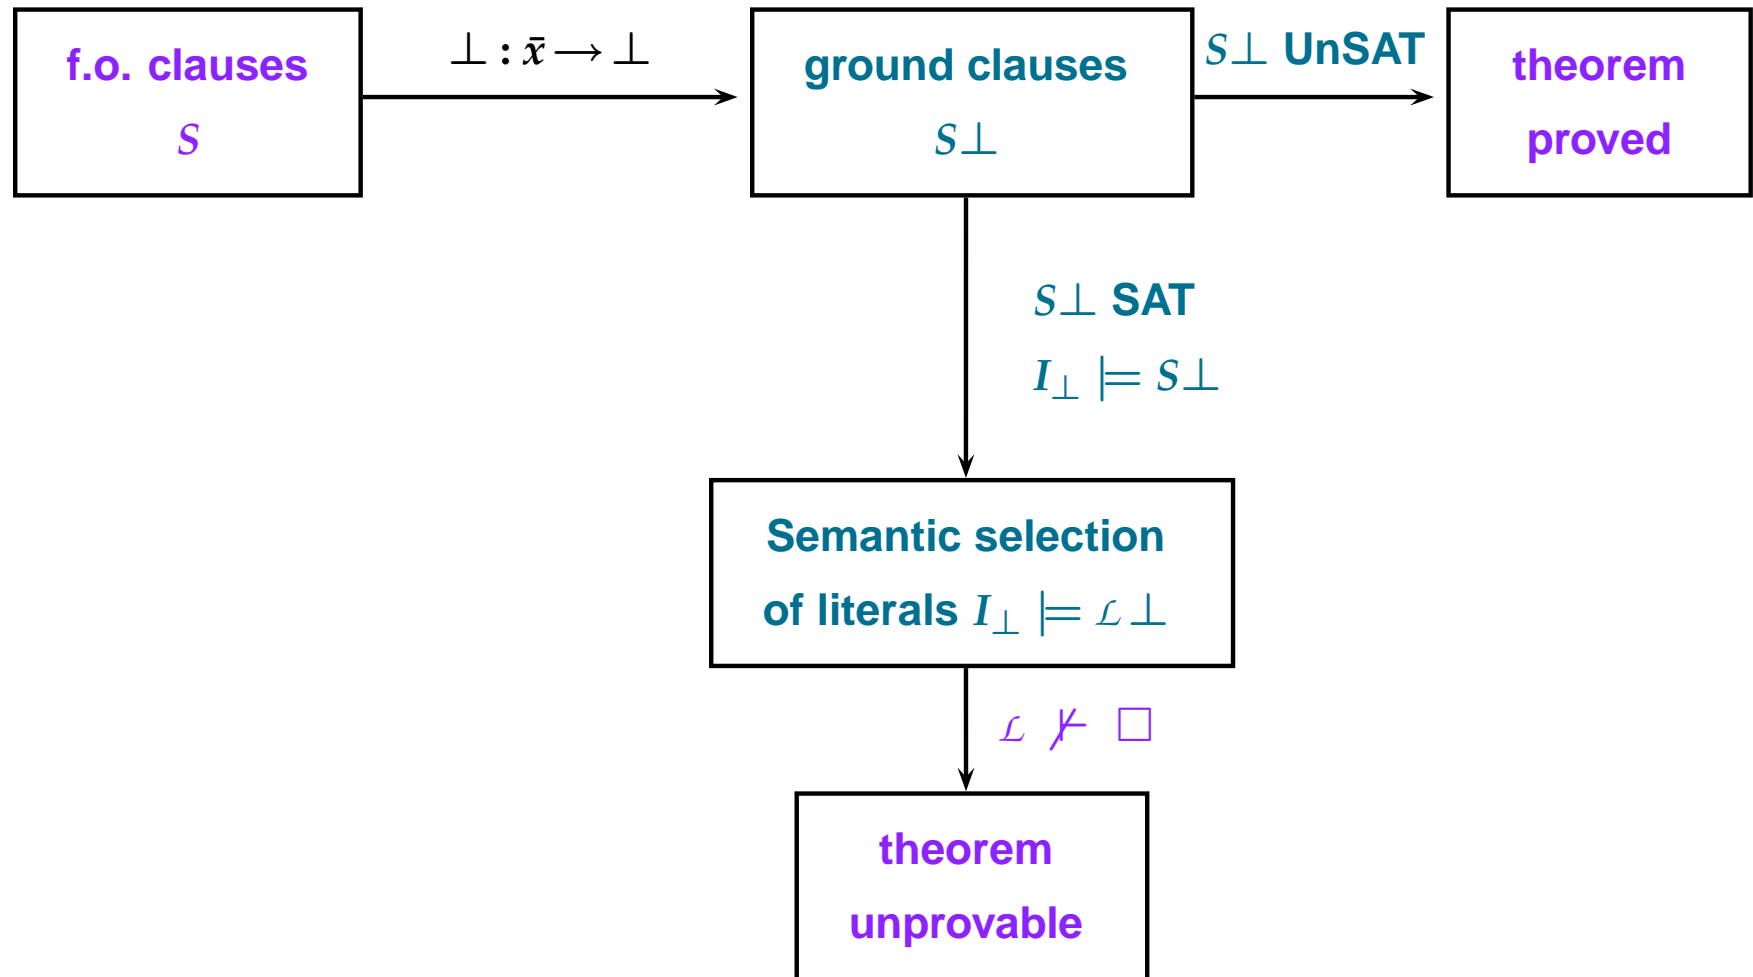 f.o. clauses
S
⊥ : x̄ → ⊥
ground clauses
S⊥
S⊥ UnSAT
theorem
proved
S⊥ SAT
I⊥ ⊨ S⊥
Semantic selection
of literals I⊥ ⊨ ℒ⊥
ℒ ⊬ □
theorem
unprovable